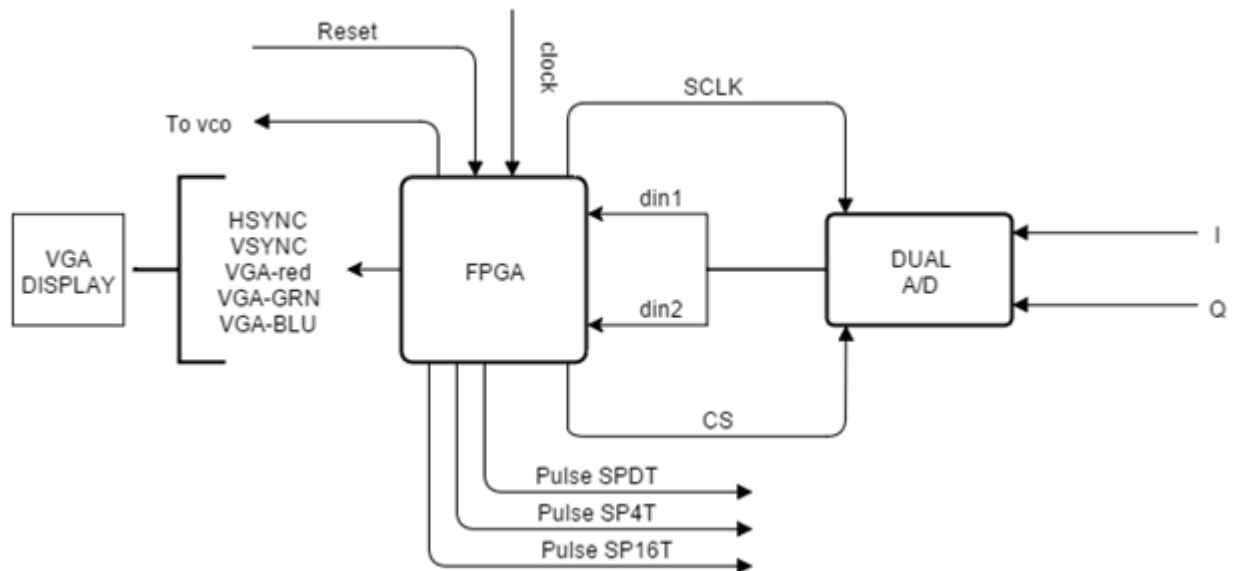 Reset
clock
SCLK
To vco
din1
HSYNC
VSYNC
VGA-red
VGA-GRN
VGA-BLU
VGA
DISPLAY
FPGA
DUAL
A/D
I
Q
din2
CS
Pulse SPDT
Pulse SP4T
Pulse SP16T